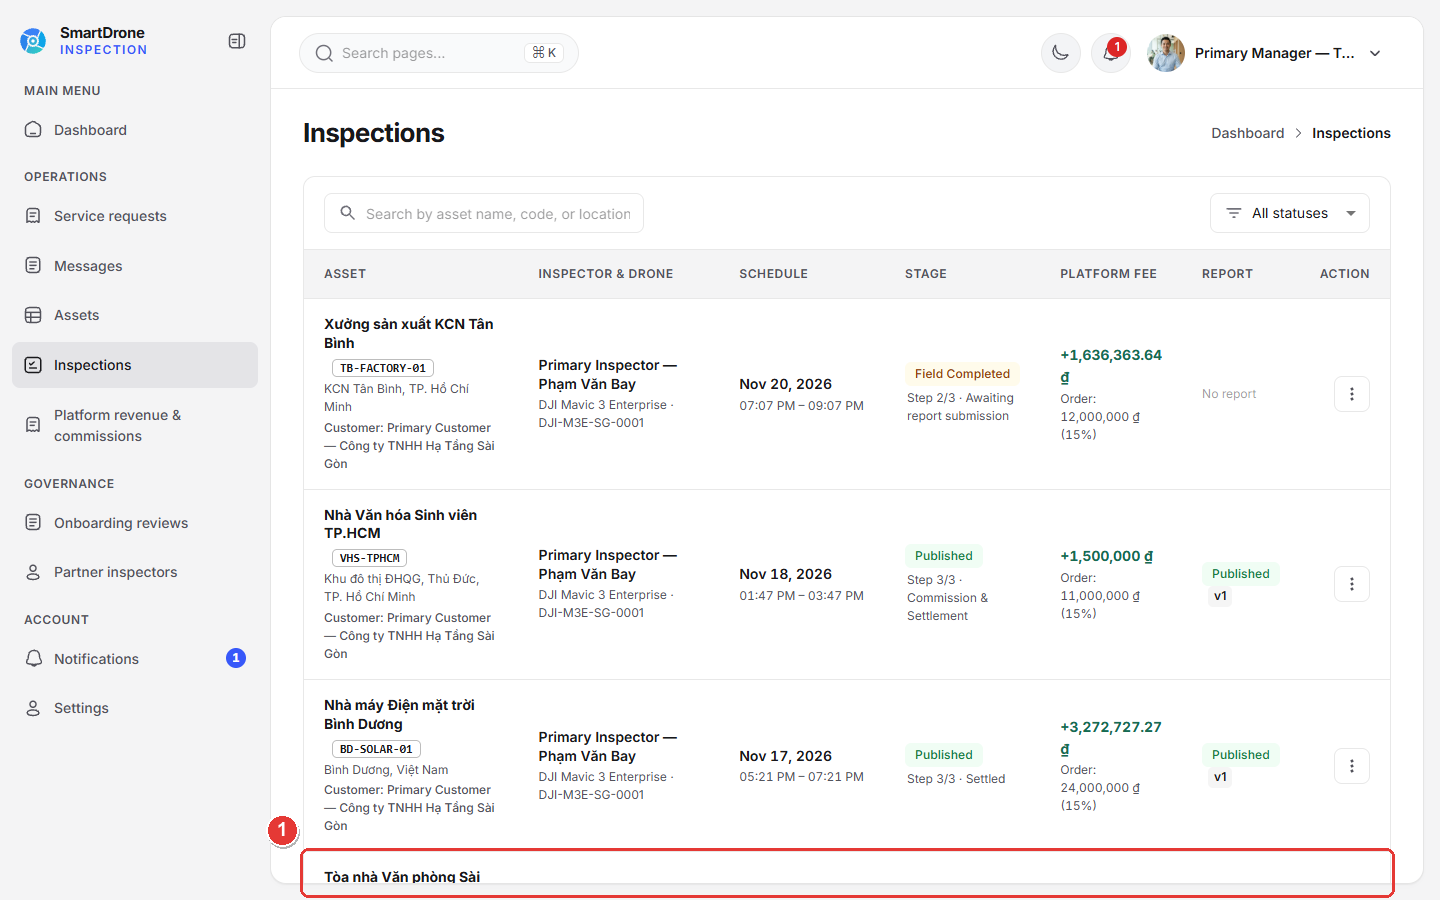 SmartDrone
INSPECTION
MAIN MENU
Dashboard
OPERATIONS
Service requests
Messages
Assets
Inspections
Platform revenue &
commissions
GOVERNANCE
Onboarding reviews
Partner inspectors
ACCOUNT
Notifications 1
Settings
Search pages... ⌘ K
1
Primary Manager — T...
Inspections
Dashboard > Inspections
Search by asset name, code, or location
All statuses
ASSET INSPECTOR & DRONE SCHEDULE STAGE PLATFORM FEE REPORT ACTION
Xưởng sản xuất KCN Tân
Bình
TB-FACTORY-01
KCN Tân Bình, TP. Hồ Chí
Minh
Customer: Primary Customer
— Công ty TNHH Hạ Tầng Sài
Gòn
Primary Inspector —
Phạm Văn Bay
DJI Mavic 3 Enterprise ·
DJI-M3E-SG-0001
Nov 20, 2026
07:07 PM – 09:07 PM
Field Completed
Step 2/3 · Awaiting
report submission
+1,636,363.64
₫
Order:
12,000,000 ₫
(15%)
No report
Nhà Văn hóa Sinh viên
TP.HCM
VHS-TPHCM
Khu đô thị ĐHQG, Thủ Đức,
TP. Hồ Chí Minh
Customer: Primary Customer
— Công ty TNHH Hạ Tầng Sài
Gòn
Primary Inspector —
Phạm Văn Bay
DJI Mavic 3 Enterprise ·
DJI-M3E-SG-0001
Nov 18, 2026
01:47 PM – 03:47 PM
Published
Step 3/3 ·
Commission &
Settlement
+1,500,000 ₫
Order:
11,000,000 ₫
(15%)
Published
v1
Nhà máy Điện mặt trời
Bình Dương
BD-SOLAR-01
Bình Dương, Việt Nam
Customer: Primary Customer
— Công ty TNHH Hạ Tầng Sài
Gòn
Primary Inspector —
Phạm Văn Bay
DJI Mavic 3 Enterprise ·
DJI-M3E-SG-0001
Nov 17, 2026
05:21 PM – 07:21 PM
Published
Step 3/3 · Settled
+3,272,727.27
₫
Order:
24,000,000 ₫
(15%)
Published
v1
1
Tòa nhà Văn phòng Sài